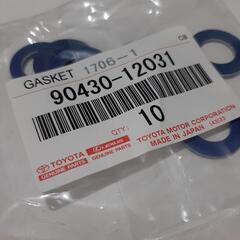 CB
GASKET 1706-1
90430-12031
QTY: 10
TOYOTA LEXUS TOYOTA MOTOR CORPORATION
GENUINE PARTS GENUINE PARTS MADE IN JAPAN